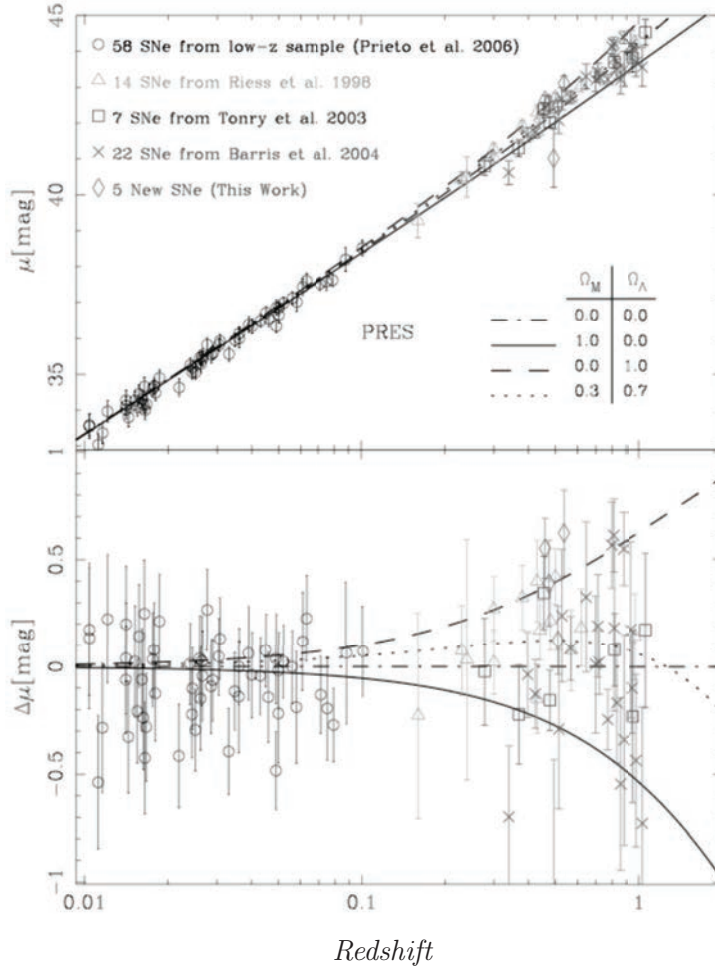 45
58 SNe from low-z sample (Prieto et al. 2006)
14 SNe from Riess et al. 1998
7 SNe from Tonry et al. 2003
22 SNe from Barris et al. 2004
5 New SNe (This Work)
40
μ[mag]
Ω_M Ω_Λ
0.0 0.0
1.0 0.0
0.0 1.0
0.3 0.7
PRES
35
1
0.5
Δμ[mag]
0
−0.5
−1
0.01 0.1 1
Redshift